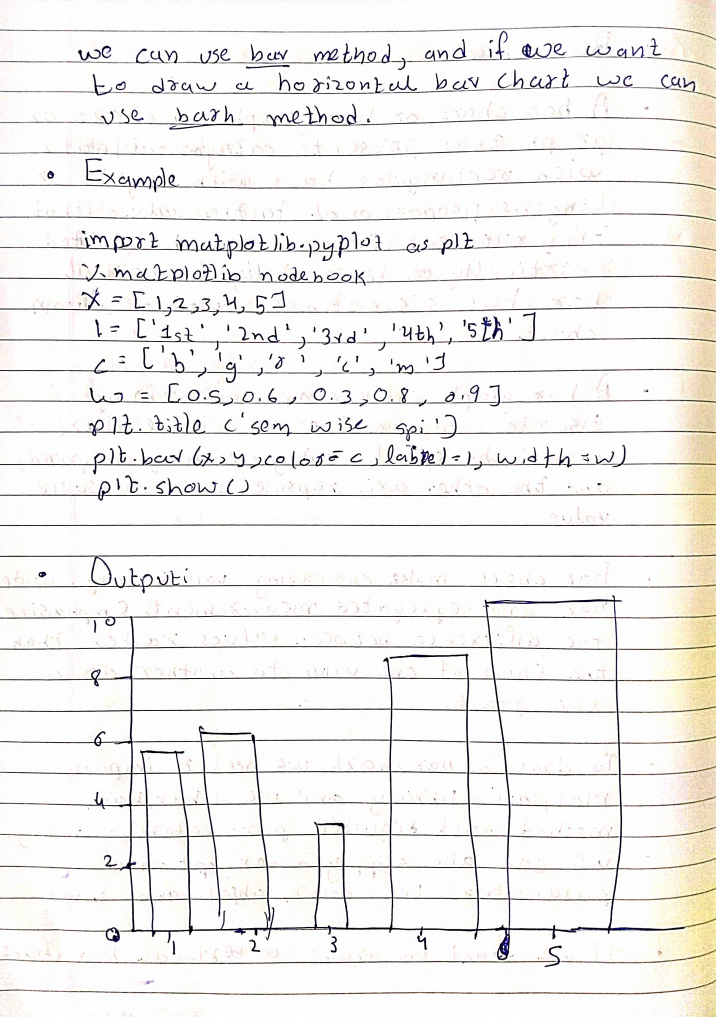 we can use bar method, and if we want
to draw a horizontal bar chart we can
use barh method.
• Example
import matplotlib.pyplot as plt
% matplotlib nodebook
x = [1,2,3,4,5]
l = ['1st', '2nd', '3rd', '4th', '5th']
c = ['b', 'g', 'r', 'c', 'm']
w = [0.5, 0.6, 0.3, 0.8, 0.9]
plt.title ('sem wise spi')
plt.bar (x, y, color = c, label = l, width = w)
plt.show ()
• Output:
10
8
6
4
2
0 1 2 3 4 5